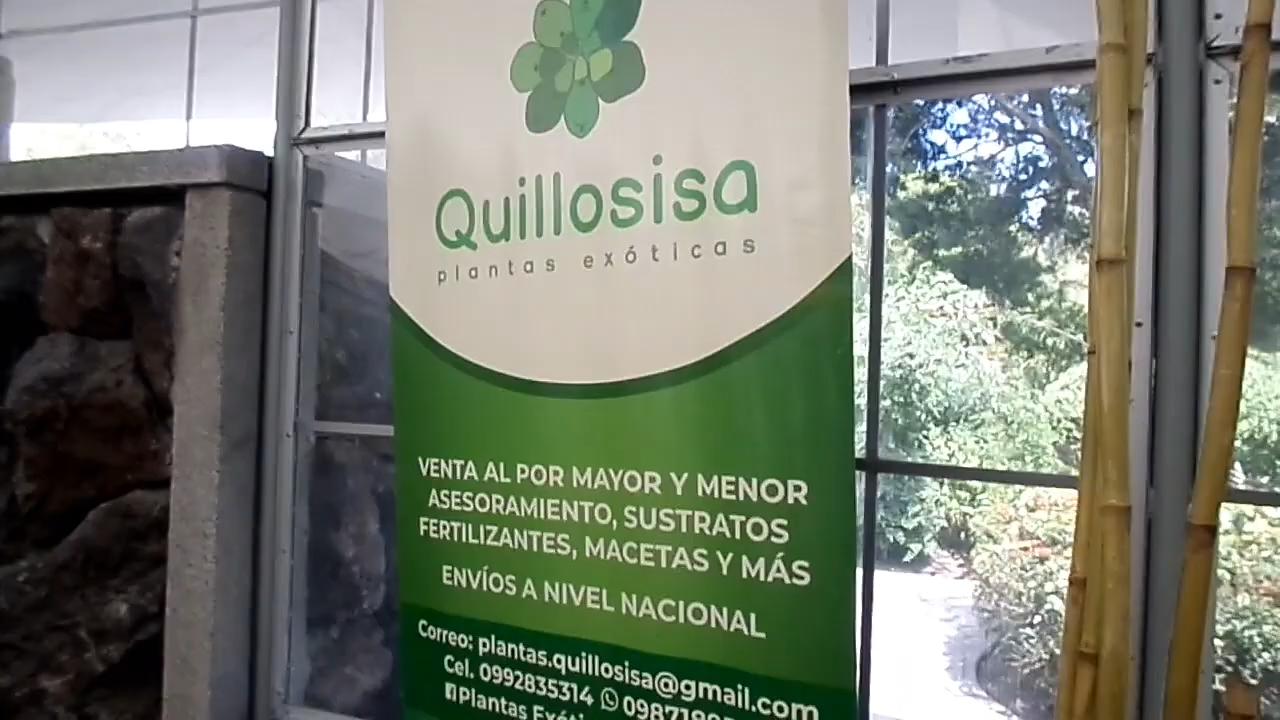 Quillosisa
plantas exóticas
VENTA AL POR MAYOR Y MENOR
ASESORAMIENTO, SUSTRATOS
FERTILIZANTES, MACETAS Y MÁS
ENVÍOS A NIVEL NACIONAL
Correo: plantas.quillosisa@gmail.com
Cel. 0992835314
Plantas